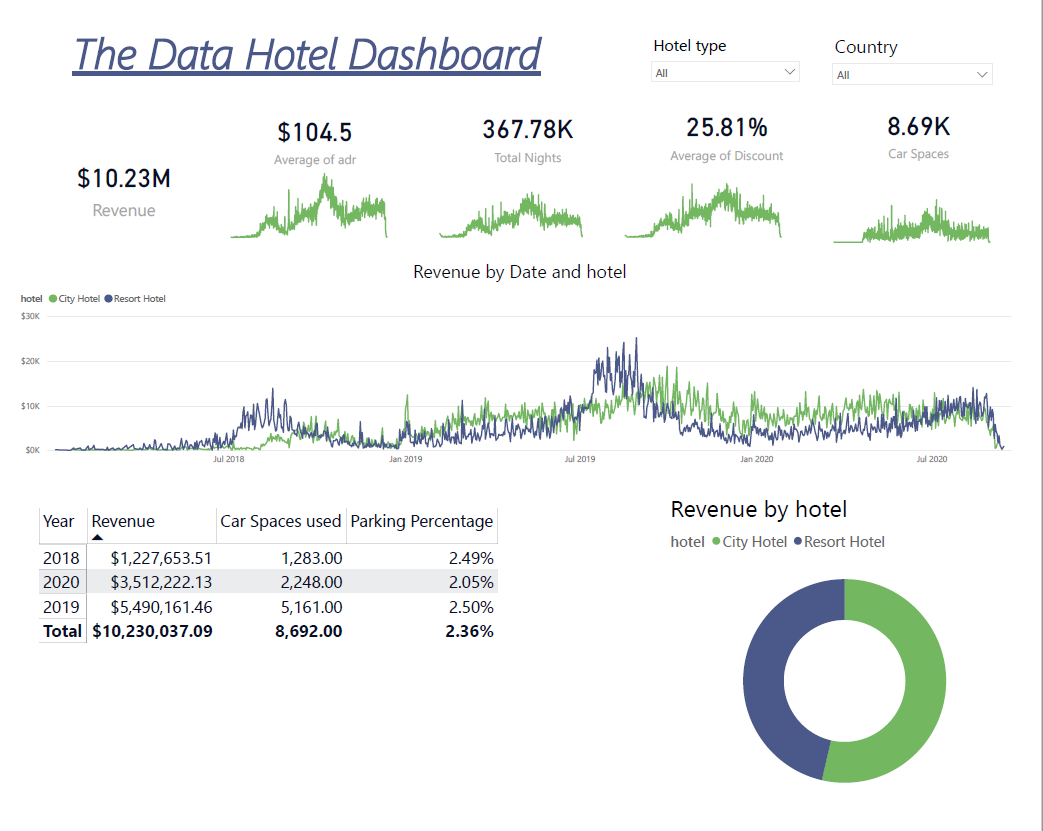 The Data Hotel Dashboard
Hotel type
All
Country
All
$10.23M
Revenue
$104.5
Average of adr
367.78K
Total Nights
25.81%
Average of Discount
8.69K
Car Spaces
Revenue by Date and hotel
hotel City Hotel Resort Hotel
$30K
$20K
$10K
$0K
Jul 2018 Jan 2019 Jul 2019 Jan 2020 Jul 2020
Year Revenue Car Spaces used Parking Percentage
2018 $1,227,653.51 1,283.00 2.49%
2020 $3,512,222.13 2,248.00 2.05%
2019 $5,490,161.46 5,161.00 2.50%
Total $10,230,037.09 8,692.00 2.36%
Revenue by hotel
hotel City Hotel Resort Hotel